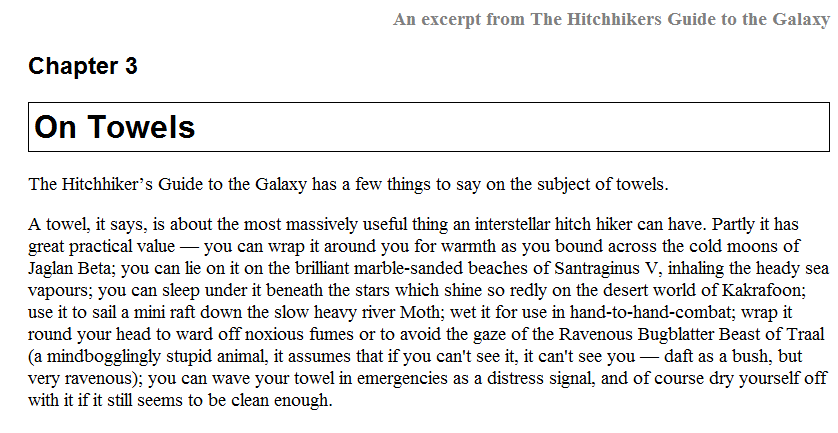 An excerpt from The Hitchhikers Guide to the Galaxy
Chapter 3
On Towels
The Hitchhiker’s Guide to the Galaxy has a few things to say on the subject of towels.
A towel, it says, is about the most massively useful thing an interstellar hitch hiker can have. Partly it has
great practical value — you can wrap it around you for warmth as you bound across the cold moons of
Jaglan Beta; you can lie on it on the brilliant marble-sanded beaches of Santraginus V, inhaling the heady sea
vapours; you can sleep under it beneath the stars which shine so redly on the desert world of Kakrafoon;
use it to sail a mini raft down the slow heavy river Moth; wet it for use in hand-to-hand-combat; wrap it
round your head to ward off noxious fumes or to avoid the gaze of the Ravenous Bugblatter Beast of Traal
(a mindbogglingly stupid animal, it assumes that if you can't see it, it can't see you — daft as a bush, but
very ravenous); you can wave your towel in emergencies as a distress signal, and of course dry yourself off
with it if it still seems to be clean enough.